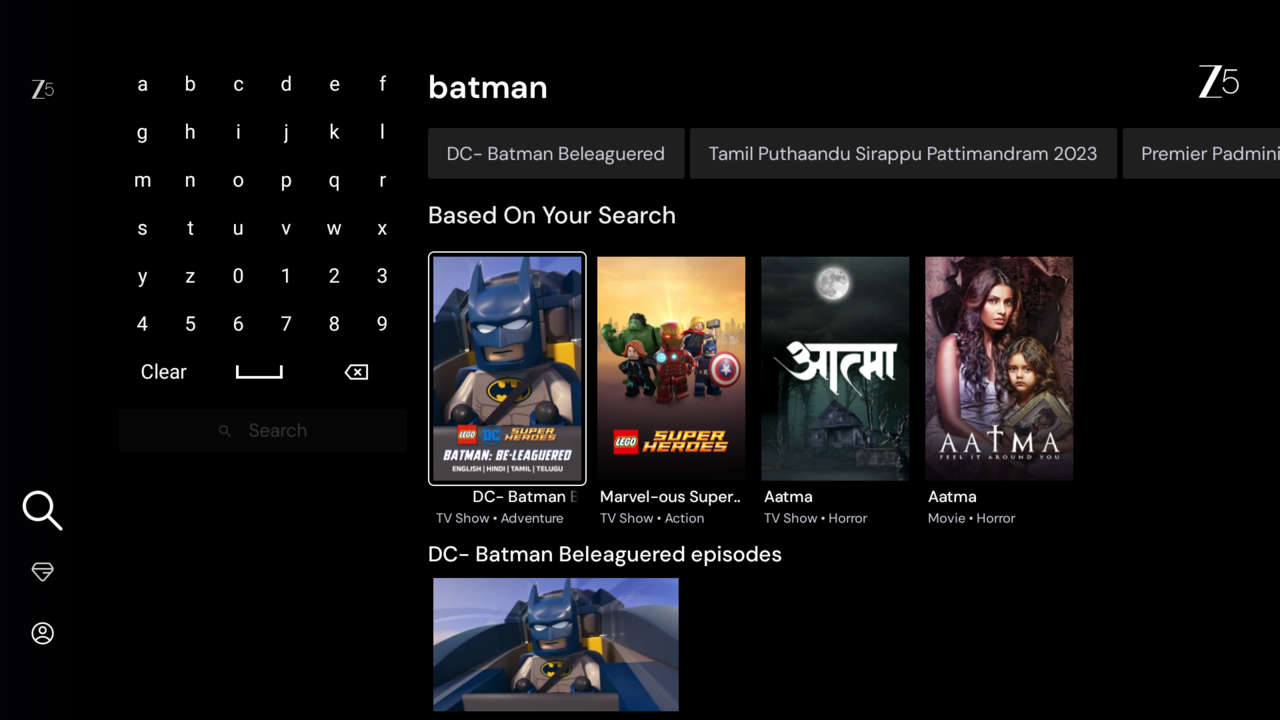 Z5
a b c d e f
g h i j k l
m n o p q r
s t u v w x
y z 0 1 2 3
4 5 6 7 8 9
Clear
Search
batman
Z5
DC- Batman Beleaguered
Tamil Puthaandu Sirappu Pattimandram 2023
Premier Padmini
Based On Your Search
LEGO DC SUPER HEROES
BATMAN: BE-LEAGUERED
ENGLISH | HINDI | TAMIL | TELUGU
LEGO SUPER HEROES
आत्मा
AATMA
FEEL IT AROUND YOU
DC- Batman B
TV Show • Adventure
Marvel-ous Super..
TV Show • Action
Aatma
TV Show • Horror
Aatma
Movie • Horror
DC- Batman Beleaguered episodes